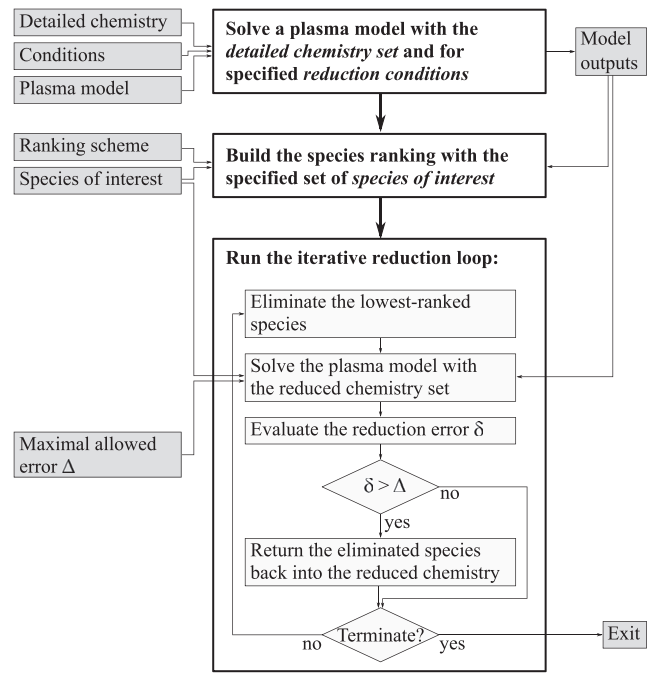 Detailed chemistry
Conditions
Plasma model
Solve a plasma model with the
detailed chemistry set and for
specified reduction conditions
Model
outputs
Ranking scheme
Species of interest
Build the species ranking with the
specified set of species of interest
Run the iterative reduction loop:
Eliminate the lowest-ranked
species
Solve the plasma model with
the reduced chemistry set
Evaluate the reduction error δ
Maximal allowed
error Δ
δ > Δ
no
yes
Return the eliminated species
back into the reduced chemistry
Terminate?
no
yes
Exit